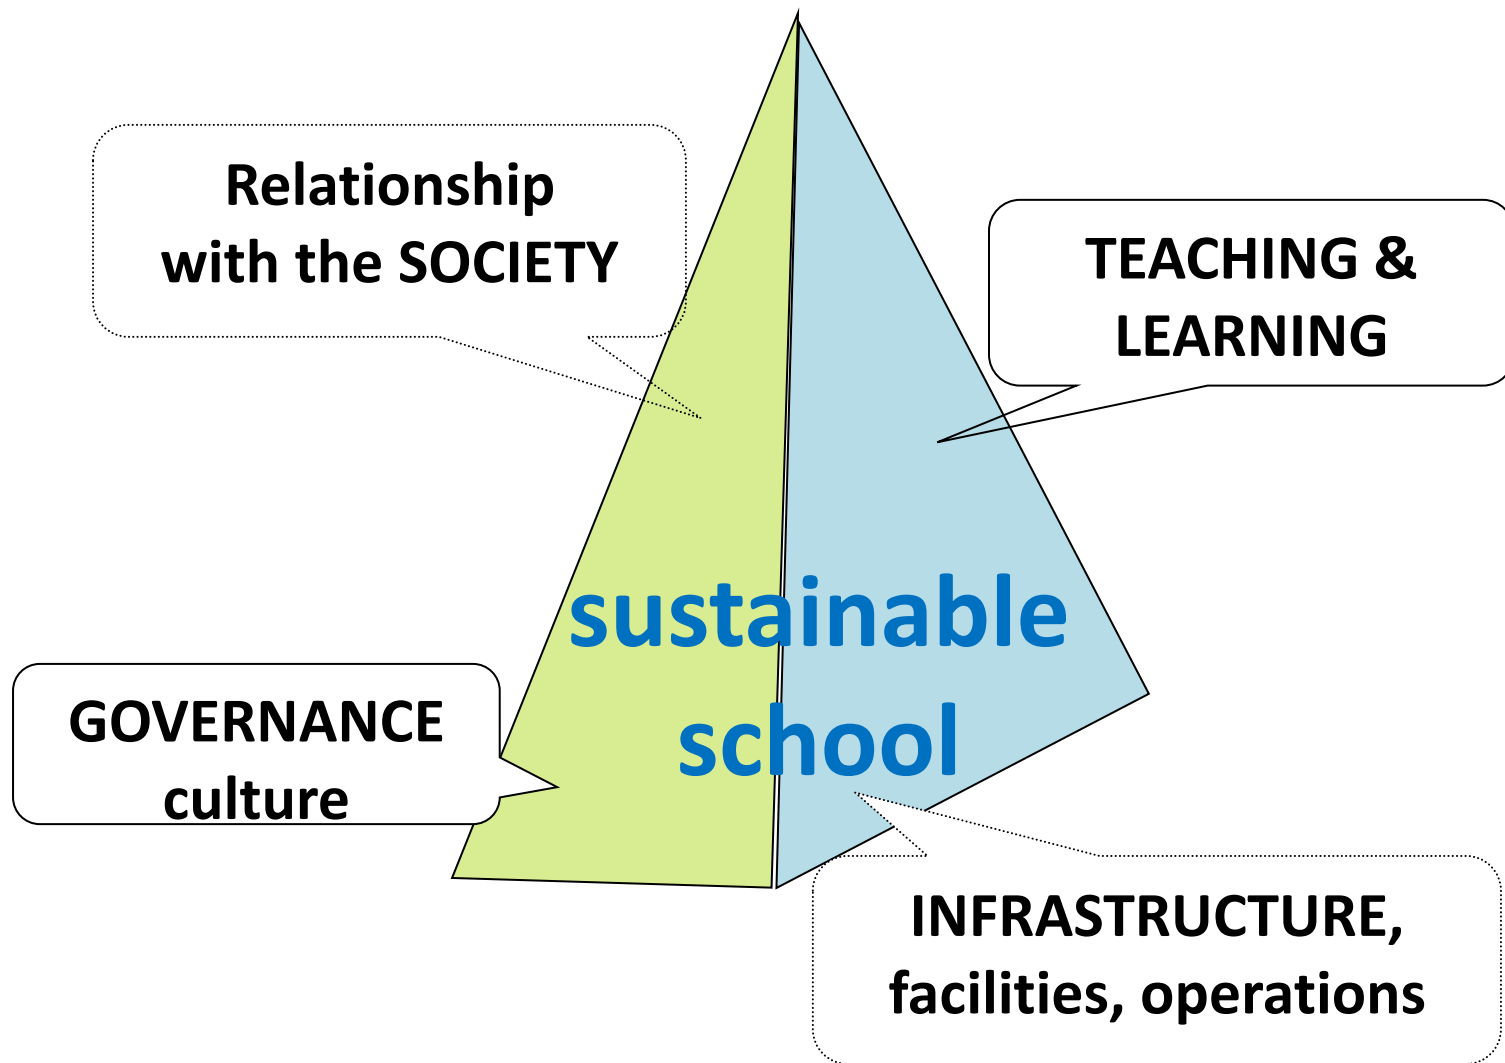 Relationship
with the SOCIETY
TEACHING &
LEARNING
sustainable
school
GOVERNANCE
culture
INFRASTRUCTURE,
facilities, operations